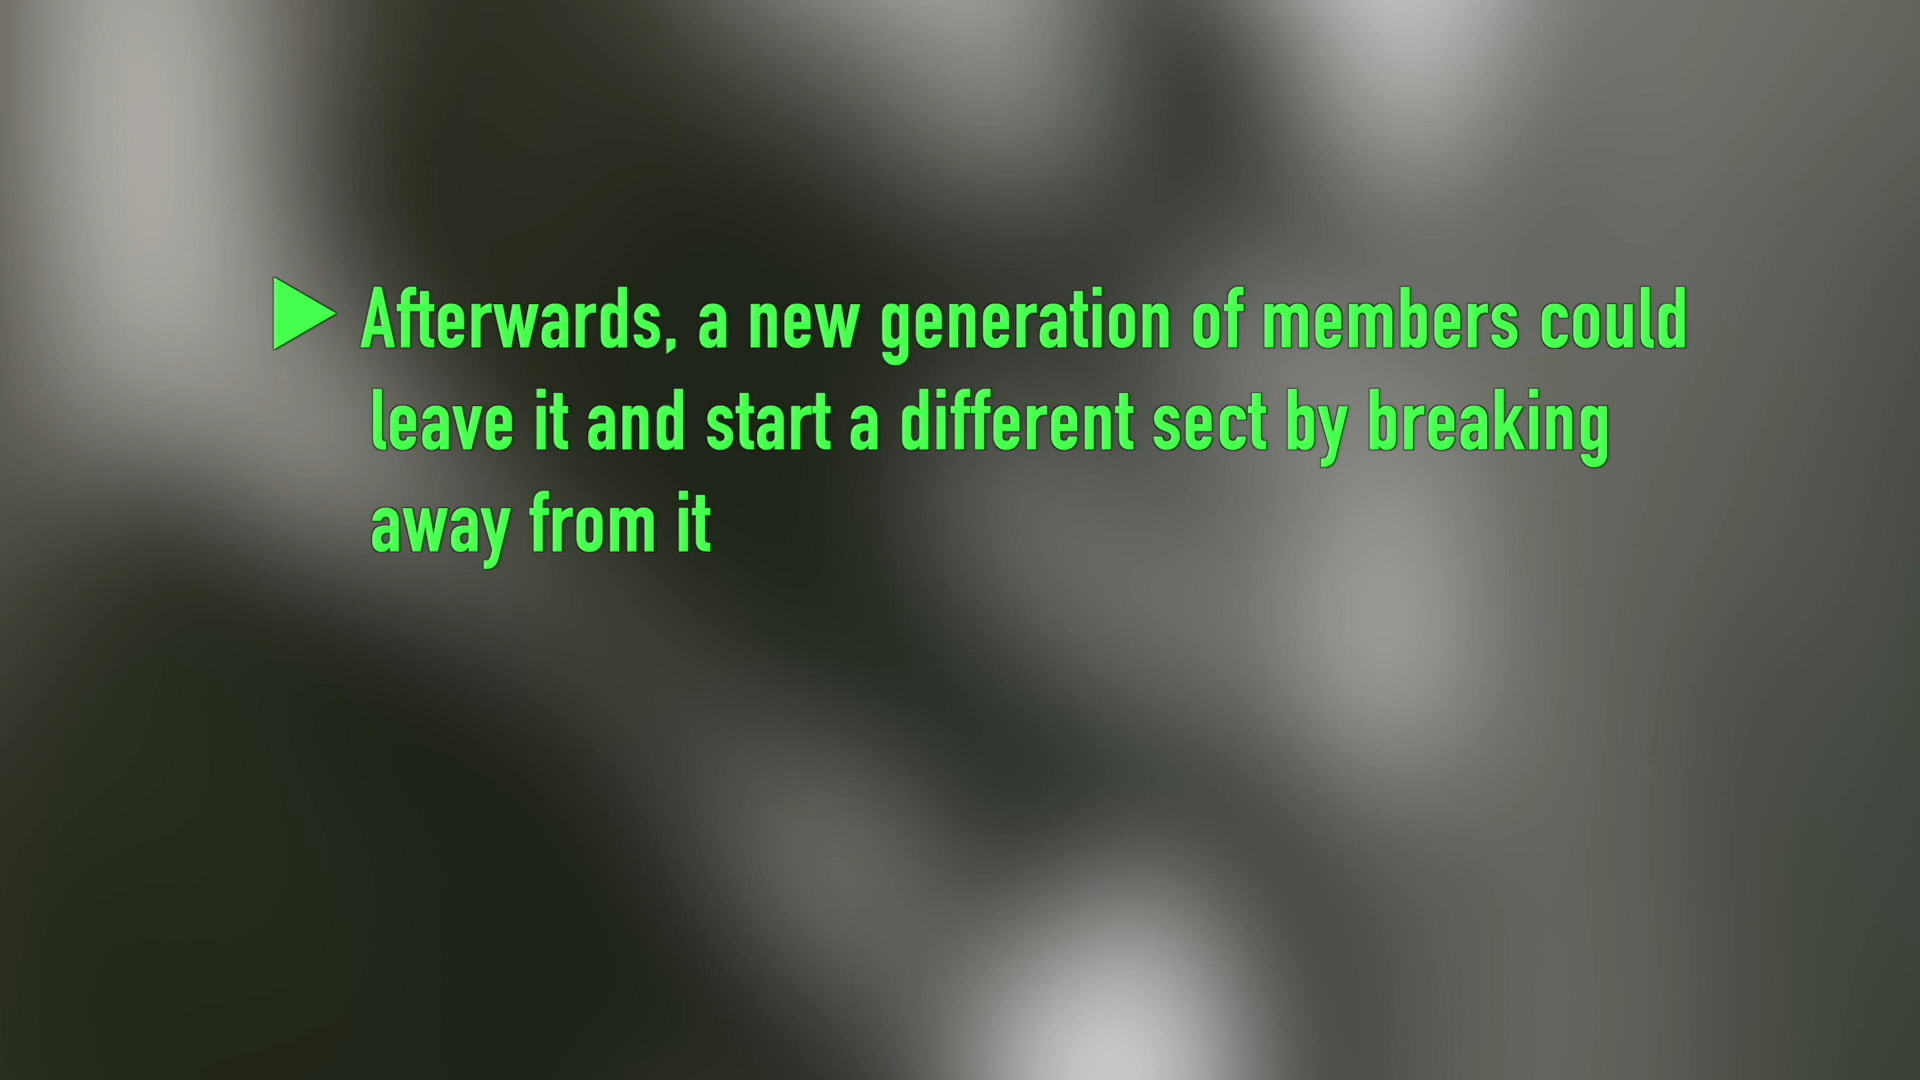 Afterwards, a new generation of members could
leave it and start a different sect by breaking
away from it